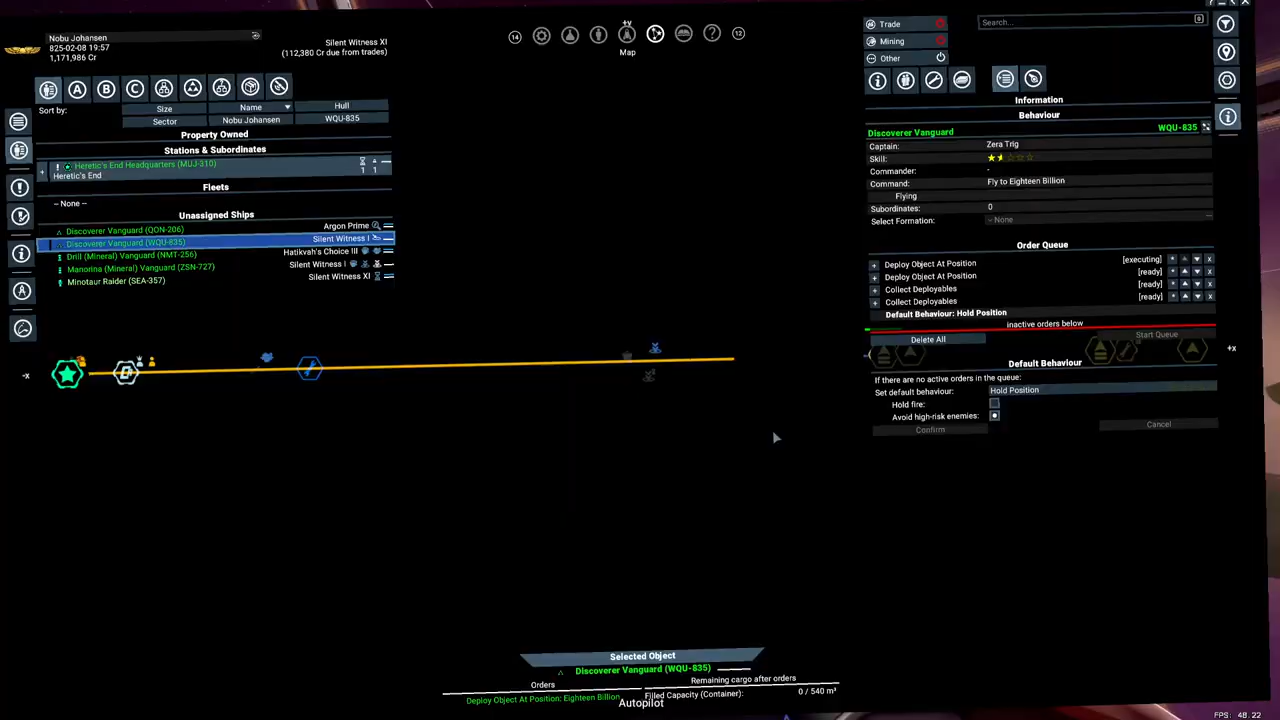 Nobu Johansen
825-02-08 19:57
1,171,986 Cr
Silent Witness XI
(112,380 Cr due from trades)
14
+v
12
Map
A
B
C
Sort by:
Size
Name
Hull
Sector
Nobu Johansen
WQU-835
Property Owned
Stations & Subordinates
Heretic's End Headquarters (MUJ-310)
Heretic's End
1 1
Fleets
-- None --
Unassigned Ships
Discoverer Vanguard (QON-206)
Argon Prime
Discoverer Vanguard (WQU-835)
Silent Witness I
Drill (Mineral) Vanguard (NMT-256)
Hatikvah's Choice III
Manorina (Mineral) Vanguard (ZSN-727)
Silent Witness I
Minotaur Raider (SEA-357)
Silent Witness XI
-x
+x
Trade
Mining
Other
Search...
Information
Behaviour
Discoverer Vanguard
WQU-835
Captain:
Zera Trig
Skill:
Commander:
-
Command:
Fly to Eighteen Billion
Flying
Subordinates:
0
Select Formation:
- None
...
Order Queue
+ Deploy Object At Position
[executing]
x
+ Deploy Object At Position
[ready]
x
+ Collect Deployables
[ready]
x
+ Collect Deployables
[ready]
x
Default Behaviour: Hold Position
inactive orders below
Delete All
Start Queue
Default Behaviour
If there are no active orders in the queue:
Set default behaviour:
Hold Position
Hold fire:
Avoid high-risk enemies:
Confirm
Cancel
Selected Object
Discoverer Vanguard (WQU-835)
Orders
Remaining cargo after orders
Deploy Object At Position: Eighteen Billion
Filled Capacity (Container):
0 / 540 m³
Autopilot
FPS: 48.22